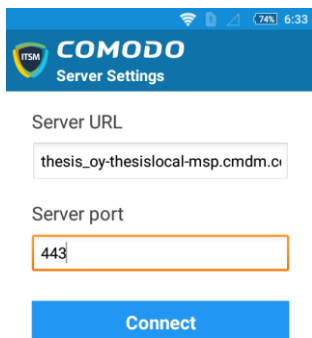 74% 6:33
ITSM COMODO
Server Settings
Server URL
thesis_oy-thesislocal-msp.cmdm.c
Server port
443
Connect